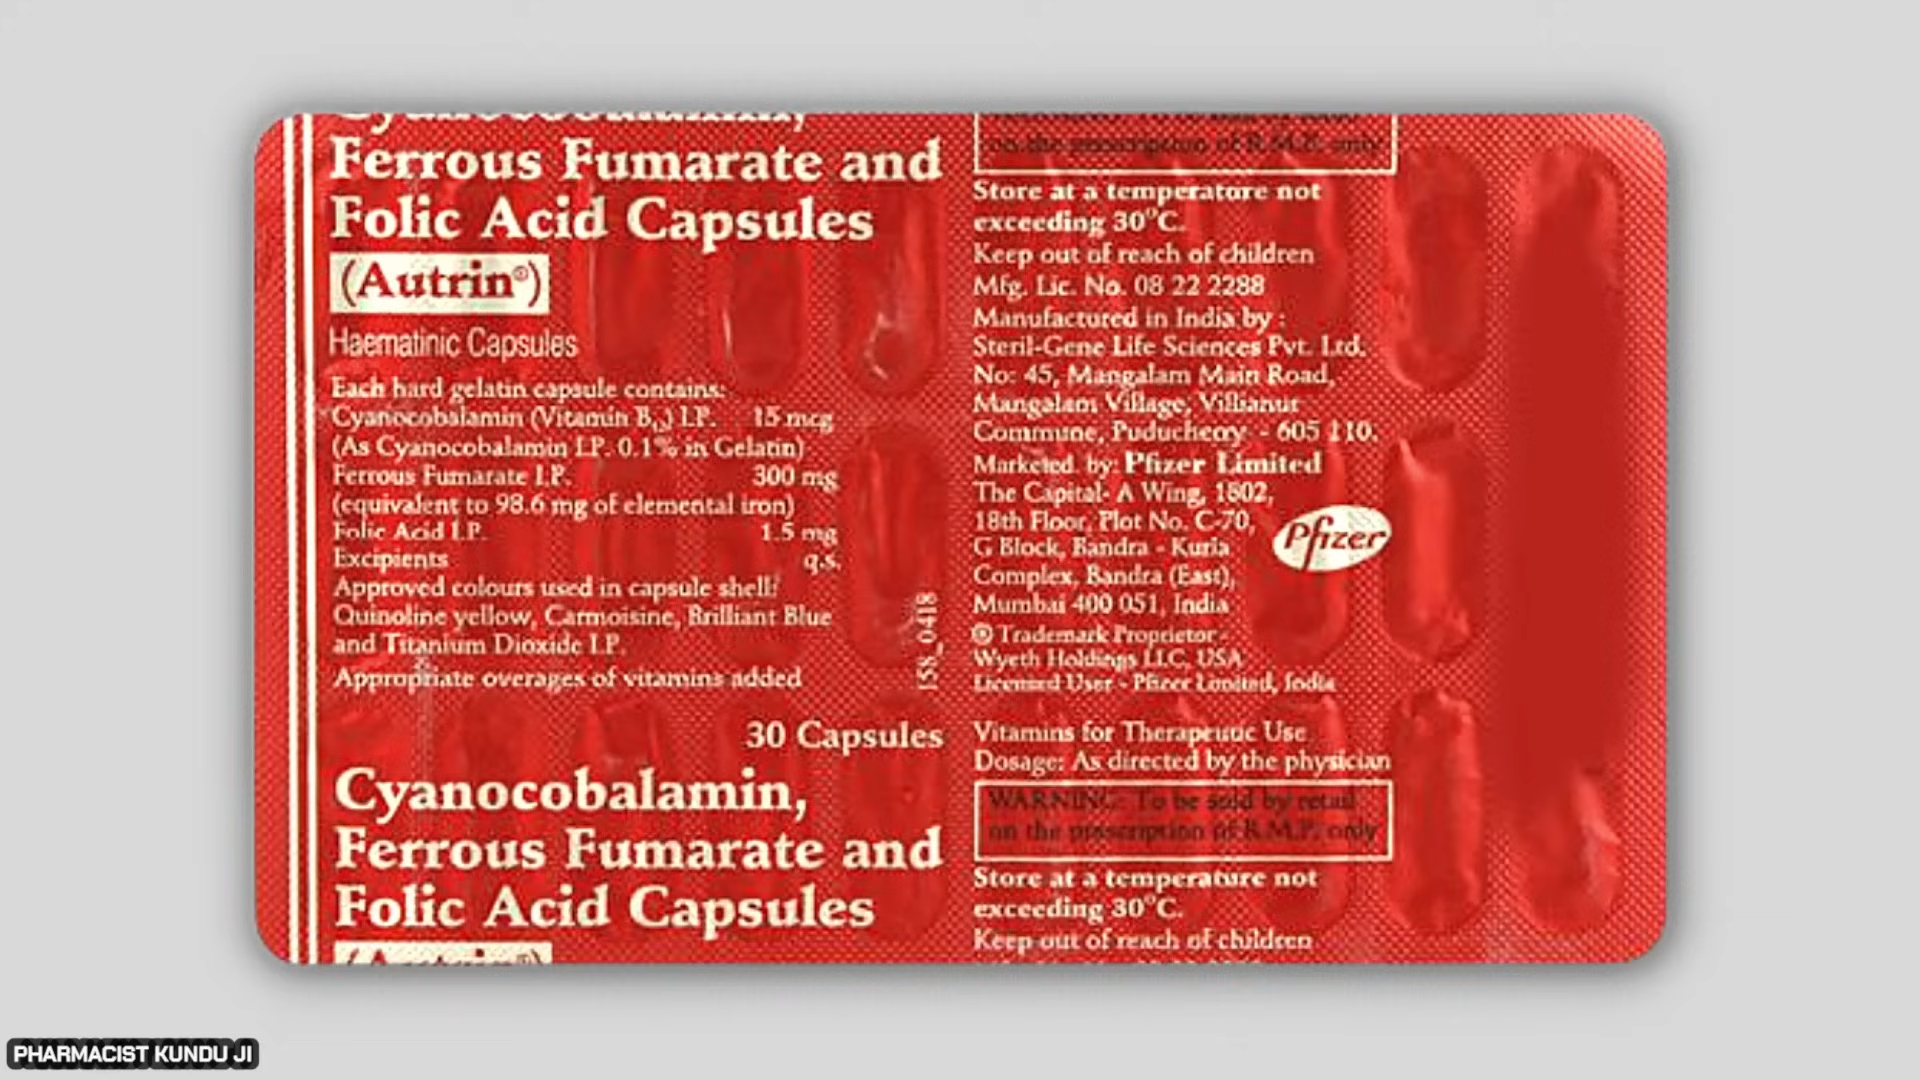 Cyanocobalamin,
Ferrous Fumarate and
Folic Acid Capsules
(Autrin®)
Haematinic Capsules
Each hard gelatin capsule contains:
Cyanocobalamin (Vitamin B12) I.P. 15 mcg
(As Cyanocobalamin I.P. 0.1% in Gelatin)
Ferrous Fumarate I.P. 300 mg
(equivalent to 98.6 mg of elemental iron)
Folic Acid I.P. 1.5 mg
Excipients q.s.
Approved colours used in capsule shell:
Quinoline yellow, Carmoisine, Brilliant Blue
and Titanium Dioxide I.P.
Appropriate overages of vitamins added
158_0418
30 Capsules
Cyanocobalamin,
Ferrous Fumarate and
Folic Acid Capsules
on the prescription of R.M.P. only
Store at a temperature not
exceeding 30°C.
Keep out of reach of children
Mfg. Lic. No. 08 22 2288
Manufactured in India by :
Steril-Gene Life Sciences Pvt. Ltd.
No: 45, Mangalam Main Road,
Mangalam Village, Villianur
Commune, Puducherry - 605 110.
Marketed. by: Pfizer Limited
The Capital- A Wing, 1802,
18th Floor, Plot No. C-70,
G Block, Bandra - Kurla
Complex, Bandra (East),
Mumbai 400 051, India
Pfizer
® Trademark Proprietor -
Wyeth Holdings LLC, USA
Licensed User - Pfizer Limited, India
Vitamins for Therapeutic Use
Dosage: As directed by the physician
WARNING: To be sold by retail
on the prescription of R.M.P. only
Store at a temperature not
exceeding 30°C.
Keep out of reach of children
PHARMACIST KUNDU JI